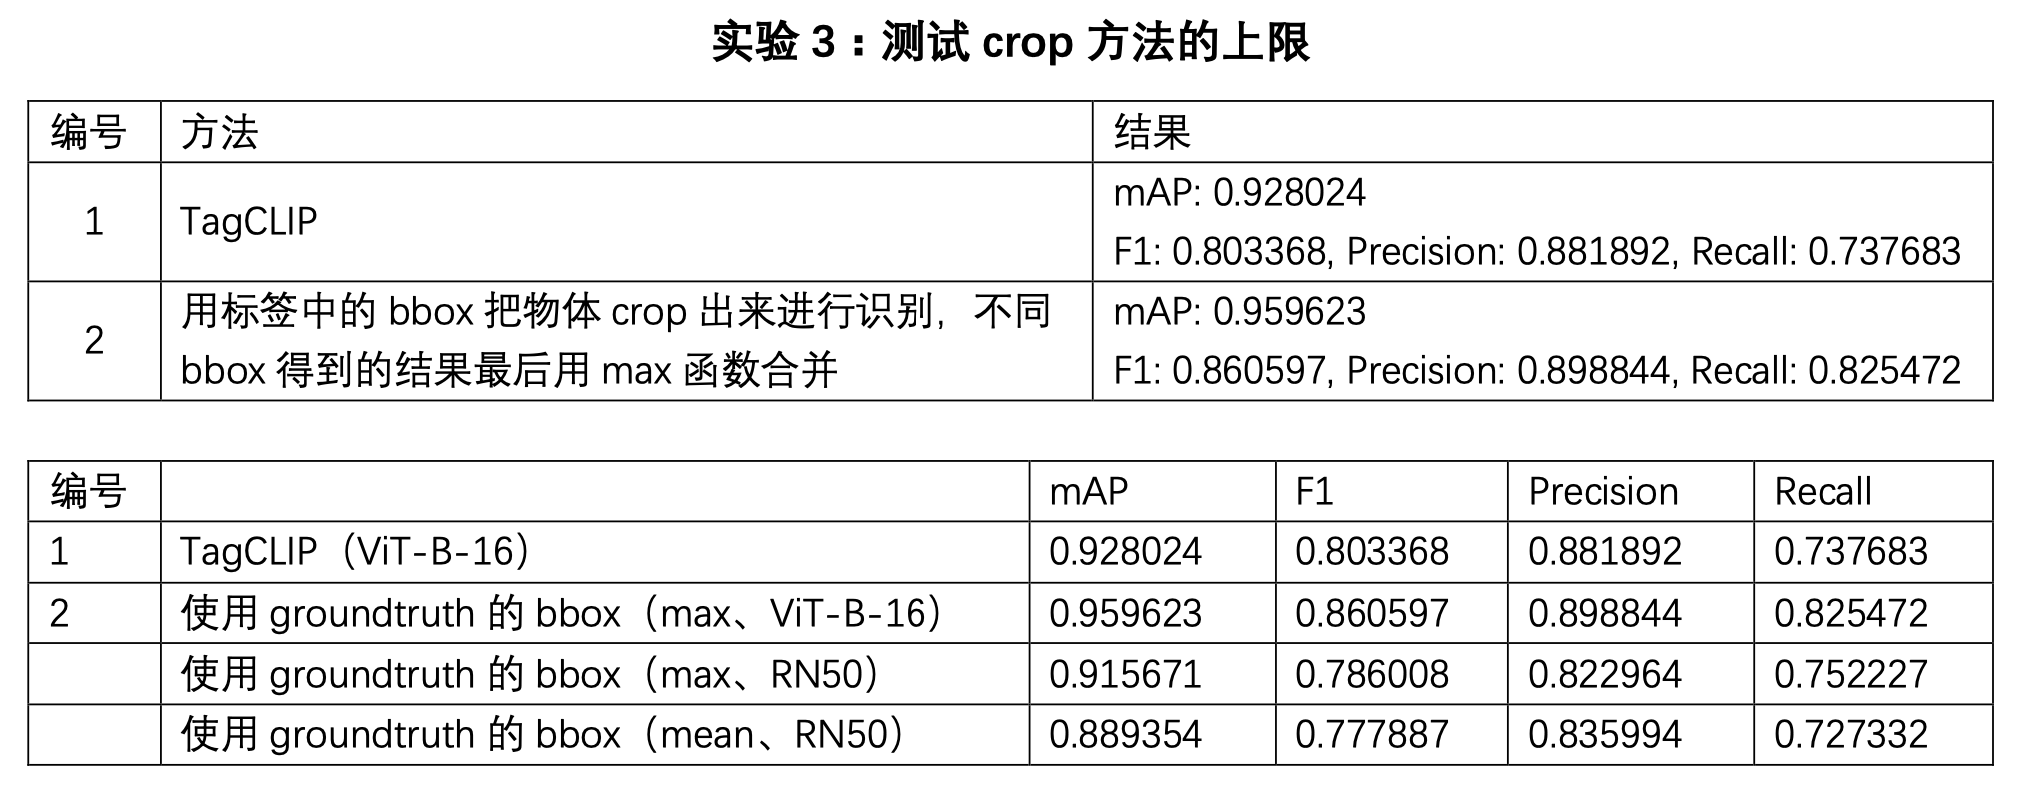 实验 3：测试 crop 方法的上限
编号 方法 结果
1 TagCLIP mAP: 0.928024
F1: 0.803368, Precision: 0.881892, Recall: 0.737683
2 用标签中的 bbox 把物体 crop 出来进行识别，不同 mAP: 0.959623
bbox 得到的结果最后用 max 函数合并 F1: 0.860597, Precision: 0.898844, Recall: 0.825472
编号 mAP F1 Precision Recall
1 TagCLIP（ViT-B-16） 0.928024 0.803368 0.881892 0.737683
2 使用 groundtruth 的 bbox（max、ViT-B-16） 0.959623 0.860597 0.898844 0.825472
使用 groundtruth 的 bbox（max、RN50） 0.915671 0.786008 0.822964 0.752227
使用 groundtruth 的 bbox（mean、RN50） 0.889354 0.777887 0.835994 0.727332